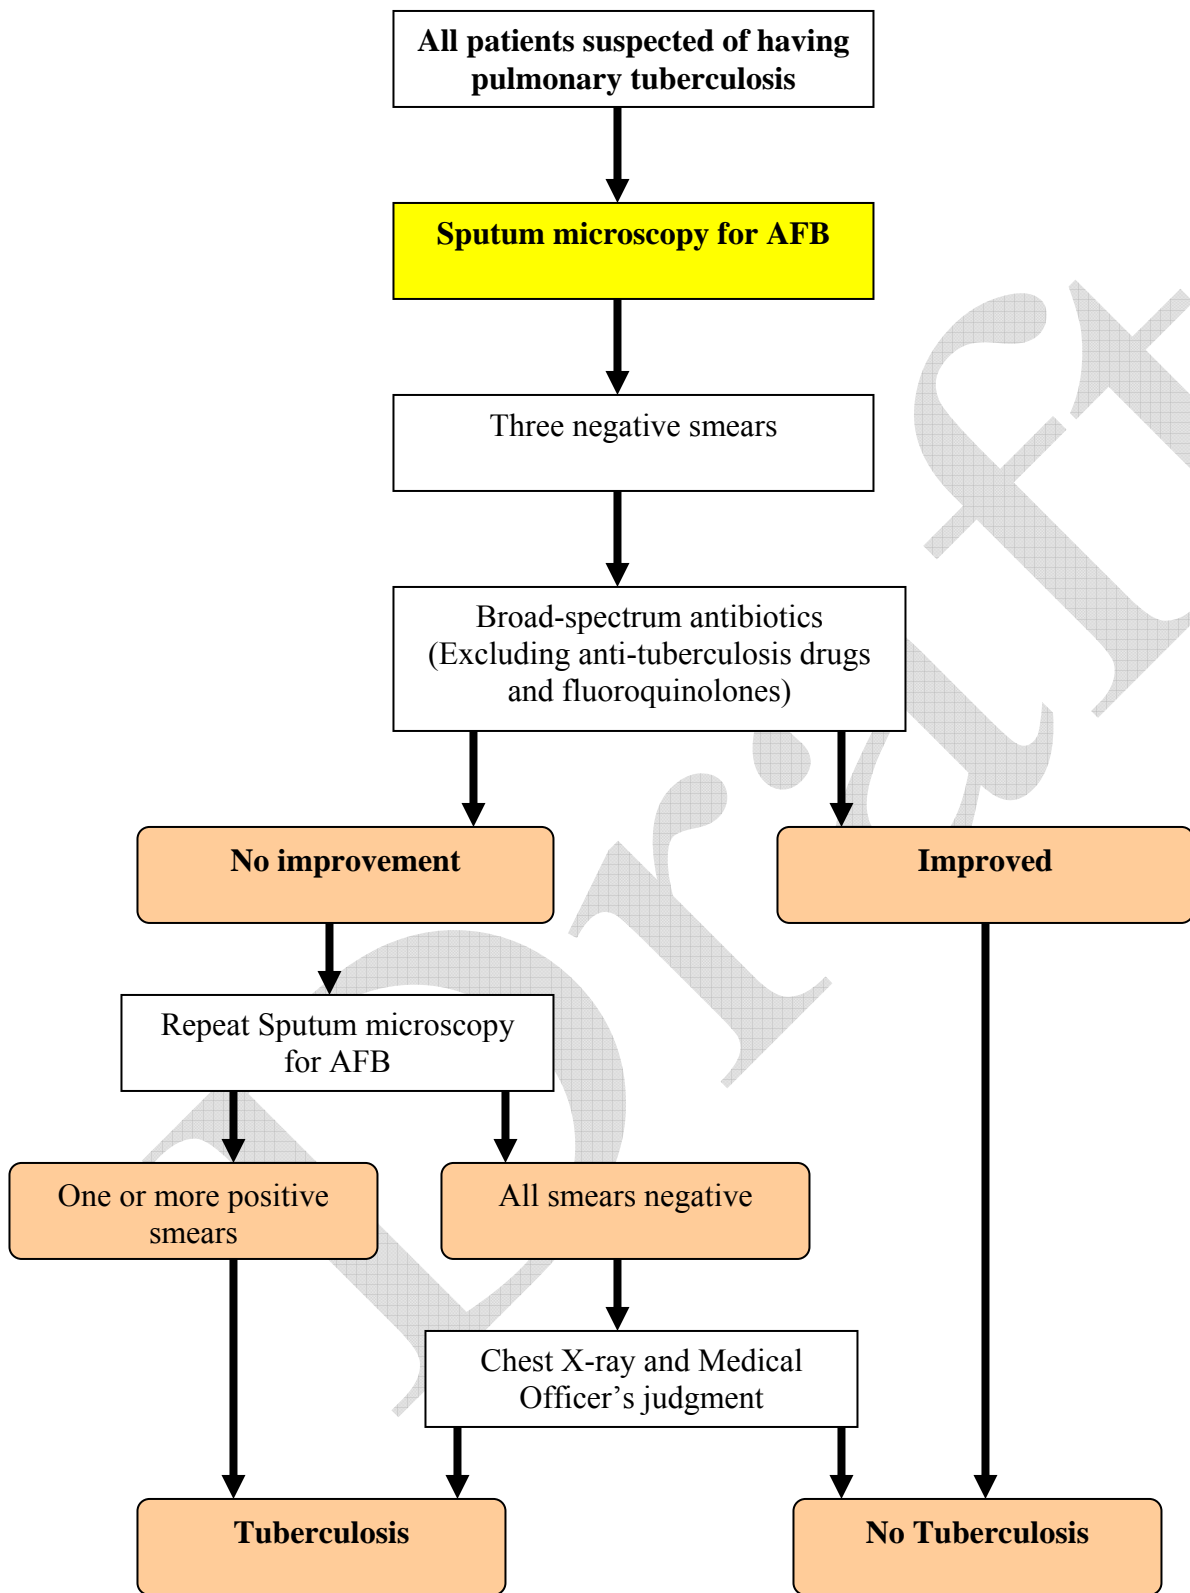 All patients suspected of having
pulmonary tuberculosis
Sputum microscopy for AFB
Three negative smears
Broad-spectrum antibiotics
(Excluding anti-tuberculosis drugs
and fluoroquinolones)
No improvement
Improved
Repeat Sputum microscopy
for AFB
One or more positive
smears
All smears negative
Chest X-ray and Medical
Officer’s judgment
Tuberculosis
No Tuberculosis
Draft